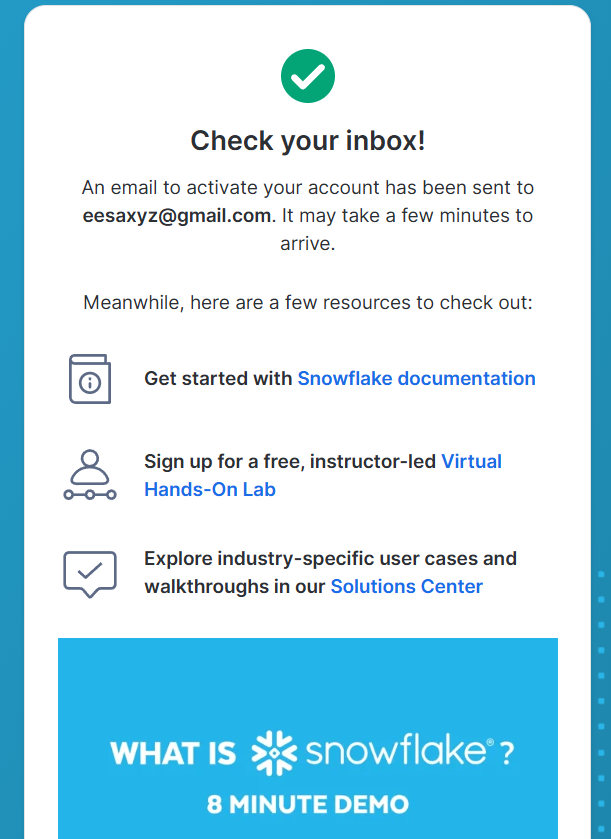 Check your inbox!
An email to activate your account has been sent to
eesaxyz@gmail.com. It may take a few minutes to
arrive.
Meanwhile, here are a few resources to check out:
Get started with Snowflake documentation
Sign up for a free, instructor-led Virtual
Hands-On Lab
Explore industry-specific user cases and
walkthroughs in our Solutions Center
WHAT IS snowflake® ?
8 MINUTE DEMO